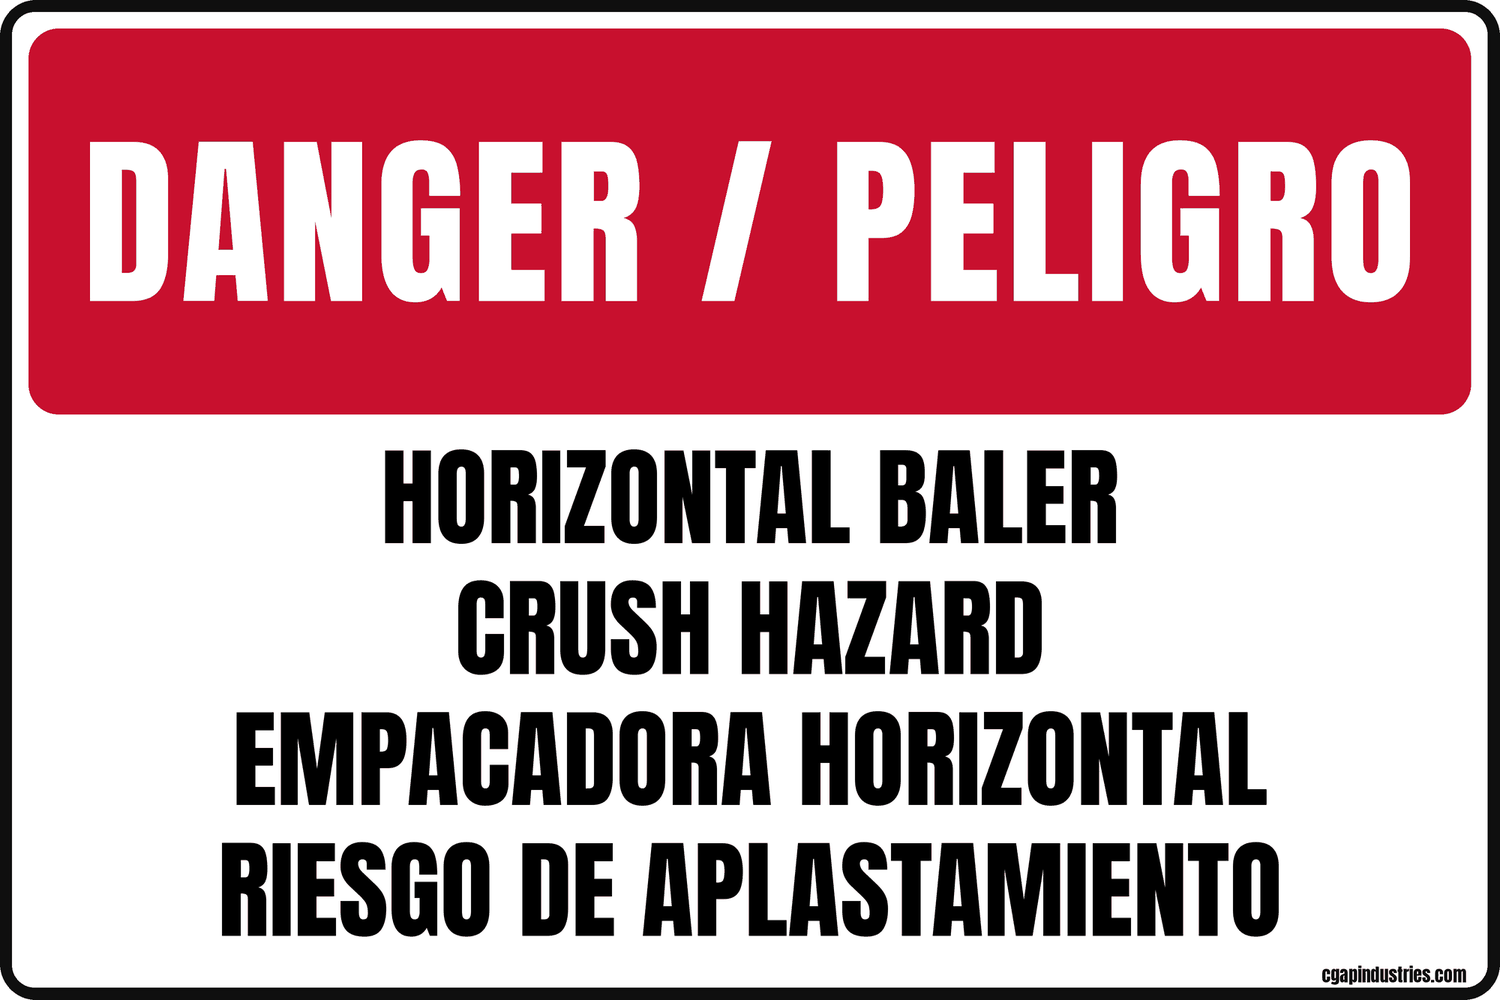 DANGER / PELIGRO
HORIZONTAL BALER
CRUSH HAZARD
EMPACADORA HORIZONTAL
RIESGO DE APLASTAMIENTO
cgapindustries.com